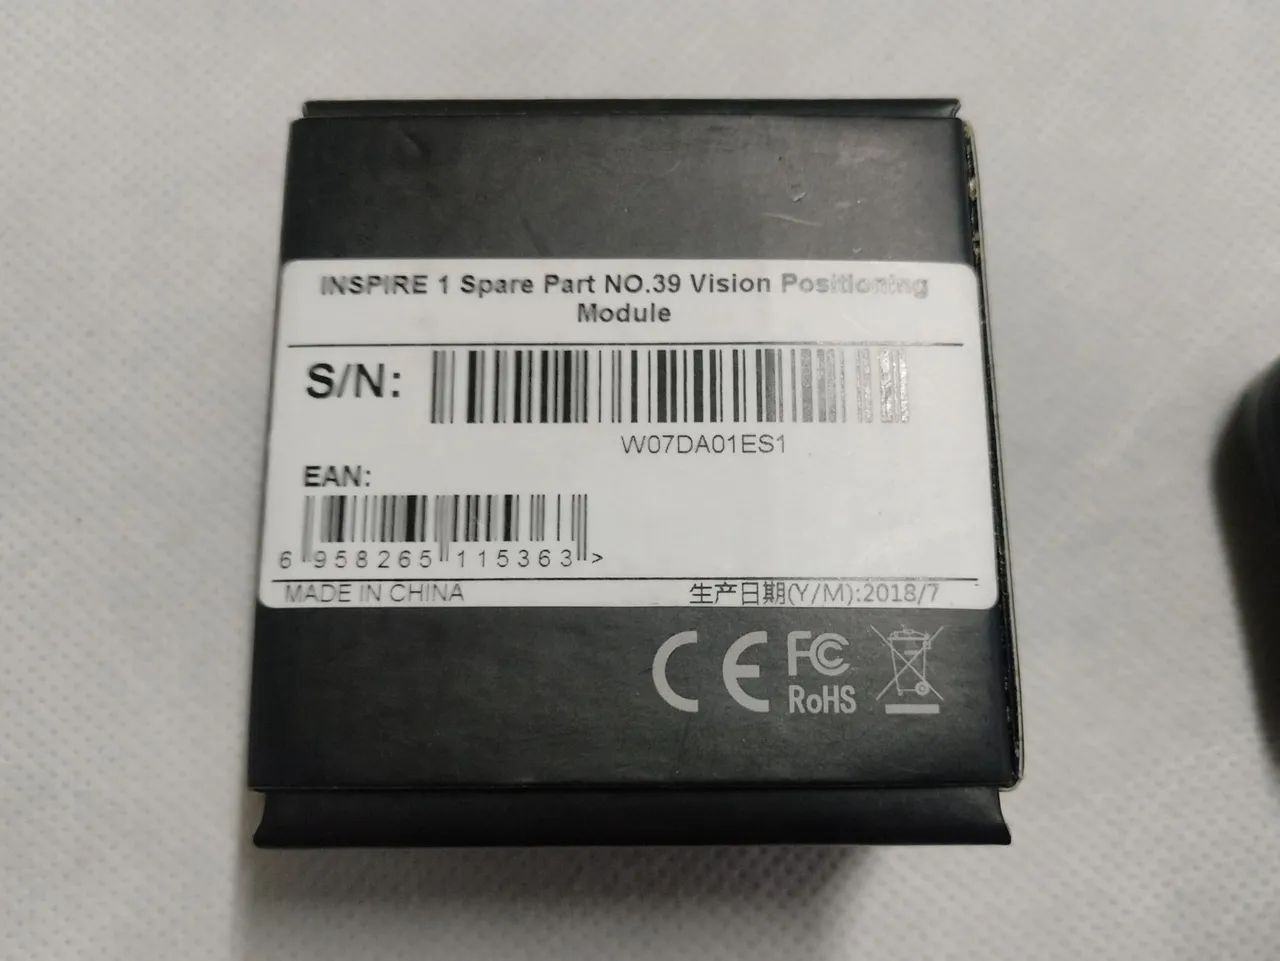 INSPIRE 1 Spare Part NO.39 Vision Positioning
Module
S/N:
W07DA01ES1
EAN:
6 958265 115363 >
MADE IN CHINA 生产日期(Y/M):2018/7
CE FC
RoHS